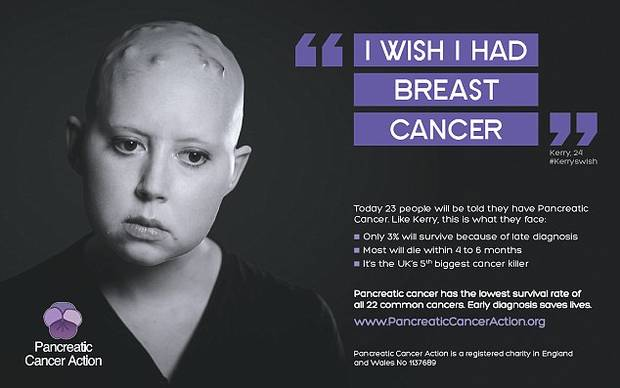 “ I WISH I HAD
BREAST
CANCER ”
Kerry, 24
#Kerryswish
Today 23 people will be told they have Pancreatic
Cancer. Like Kerry, this is what they face:
■ Only 3% will survive because of late diagnosis
■ Most will die within 4 to 6 months
■ It's the UK's 5th biggest cancer killer
Pancreatic cancer has the lowest survival rate of
all 22 common cancers. Early diagnosis saves lives.
www.PancreaticCancerAction.org
Pancreatic Cancer Action is a registered charity in England
and Wales No 1137689
Pancreatic
Cancer Action